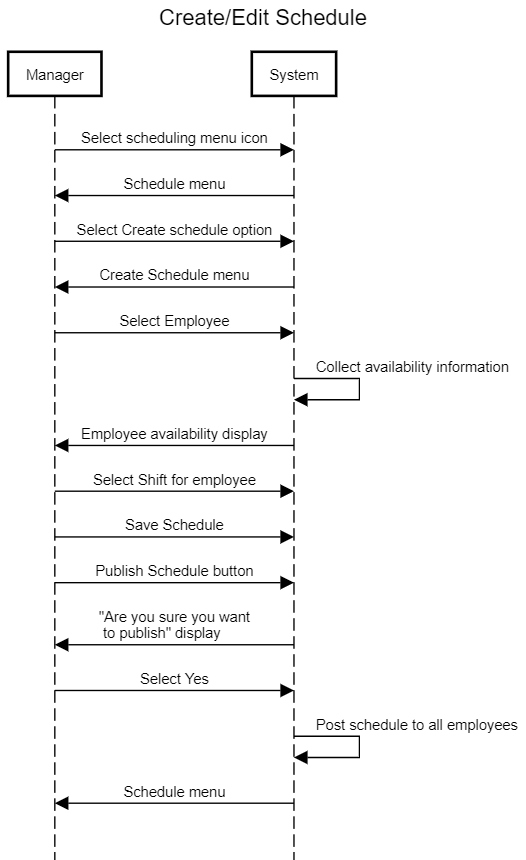 Create/Edit Schedule
Manager
System
Select scheduling menu icon
Schedule menu
Select Create schedule option
Create Schedule menu
Select Employee
Collect availability information
Employee availability display
Select Shift for employee
Save Schedule
Publish Schedule button
"Are you sure you want
to publish" display
Select Yes
Post schedule to all employees
Schedule menu